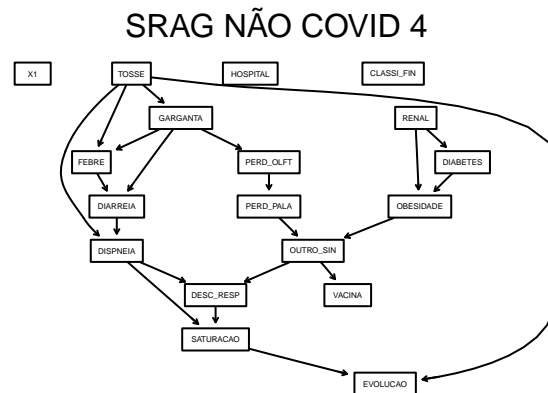 SRAG NÃO COVID 4
X1
TOSSE
HOSPITAL
CLASSI_FIN
GARGANTA
RENAL
FEBRE
PERD_OLFT
DIABETES
DIARREIA
PERD_PALA
OBESIDADE
DISPNEIA
OUTRO_SIN
DESC_RESP
VACINA
SATURACAO
EVOLUCAO